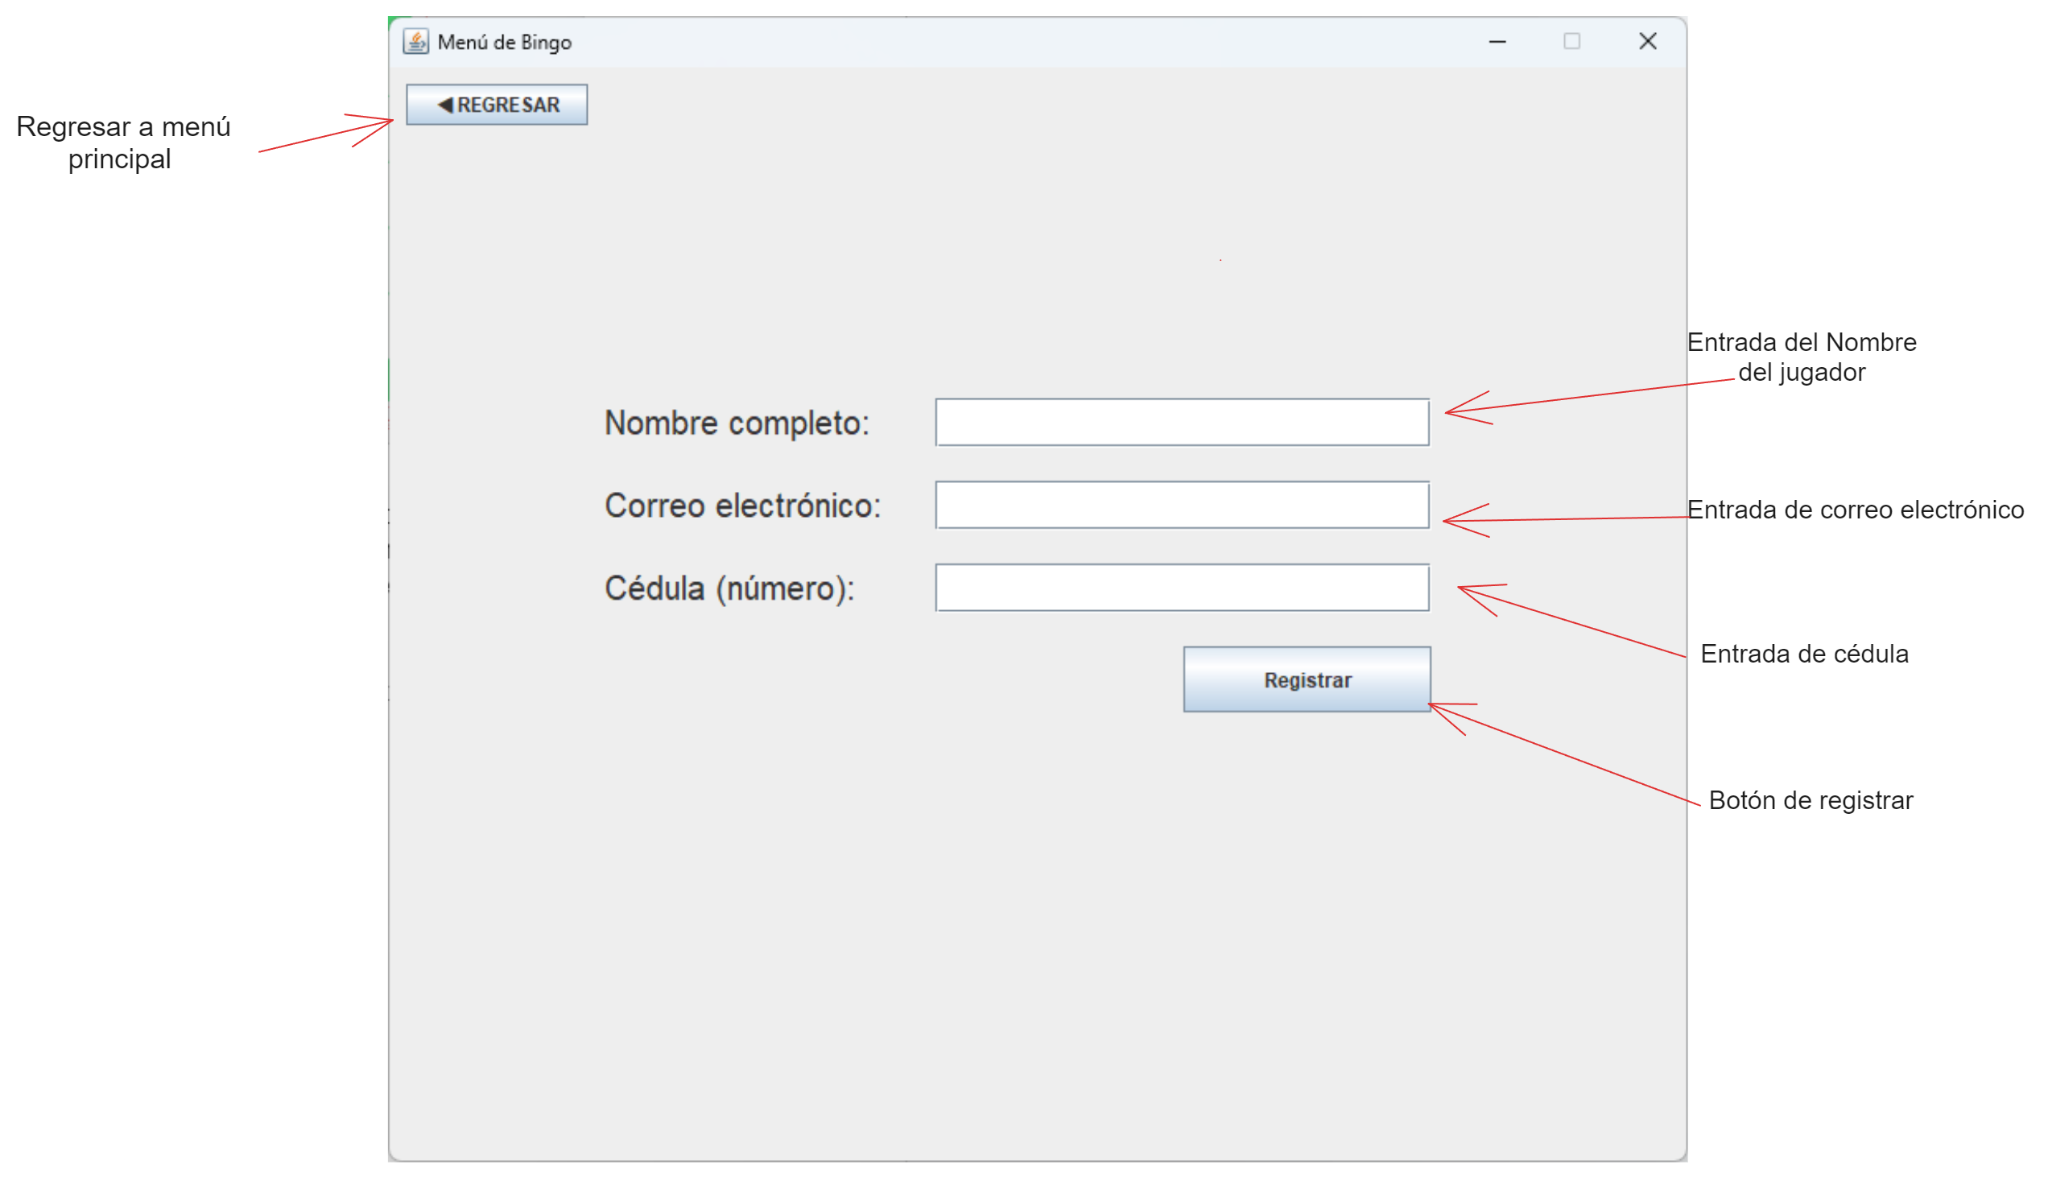 Menú de Bingo
◀REGRESAR
Regresar a menú
principal
Entrada del Nombre
del jugador
Nombre completo:
Correo electrónico:
Entrada de correo electrónico
Cédula (número):
Entrada de cédula
Registrar
Botón de registrar